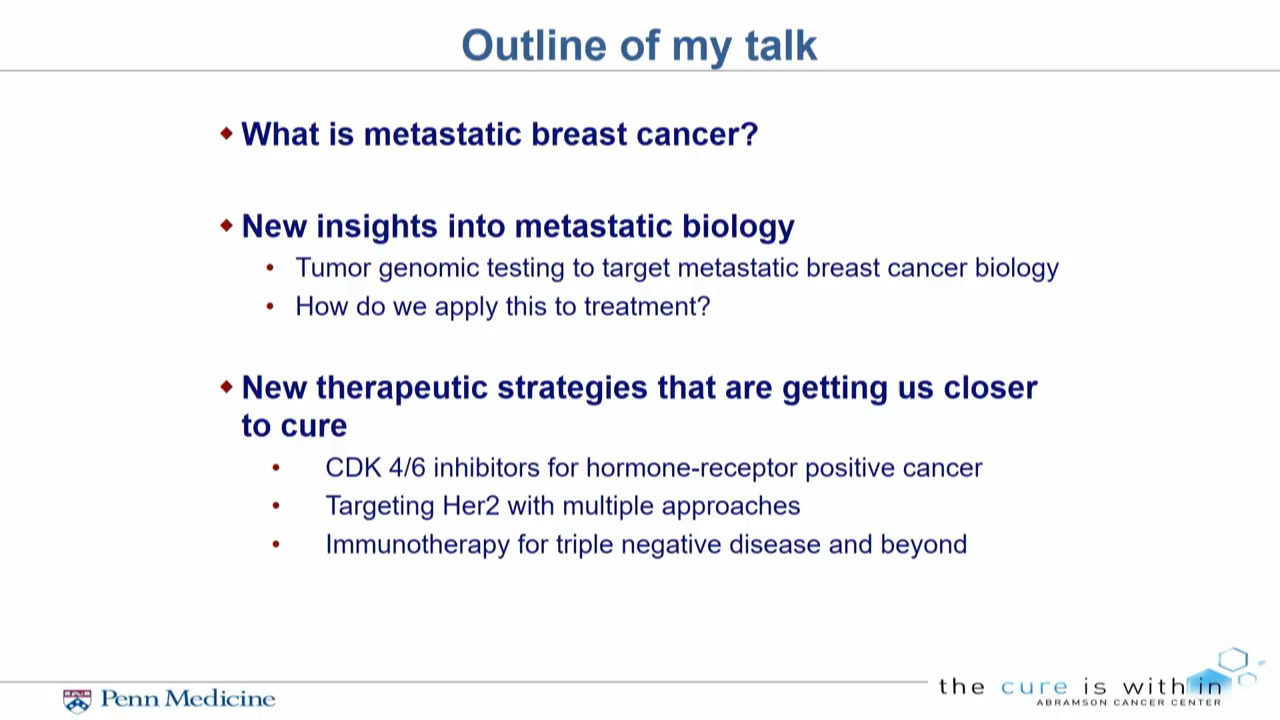 Outline of my talk
What is metastatic breast cancer?
New insights into metastatic biology
• Tumor genomic testing to target metastatic breast cancer biology
• How do we apply this to treatment?
New therapeutic strategies that are getting us closer
to cure
• CDK 4/6 inhibitors for hormone-receptor positive cancer
• Targeting Her2 with multiple approaches
• Immunotherapy for triple negative disease and beyond
Penn Medicine
the cure is with in
ABRAMSON CANCER CENTER